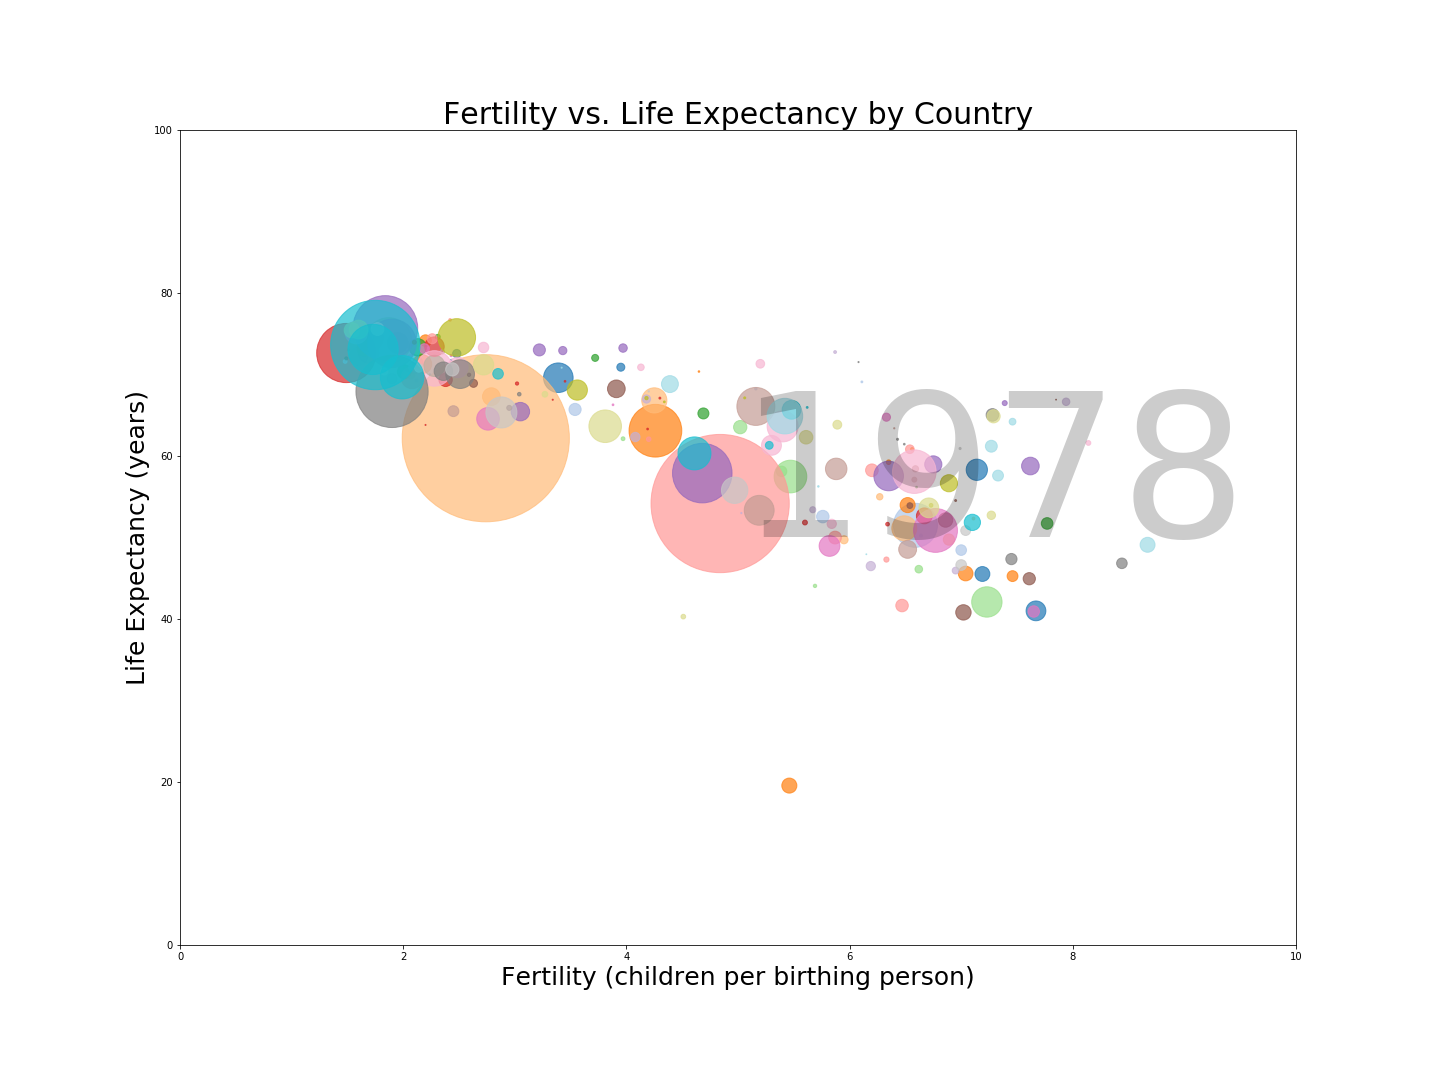 Fertility vs. Life Expectancy by Country
100
80
60
40
20
0
Life Expectancy (years)
1978
0 2 4 6 8 10
Fertility (children per birthing person)